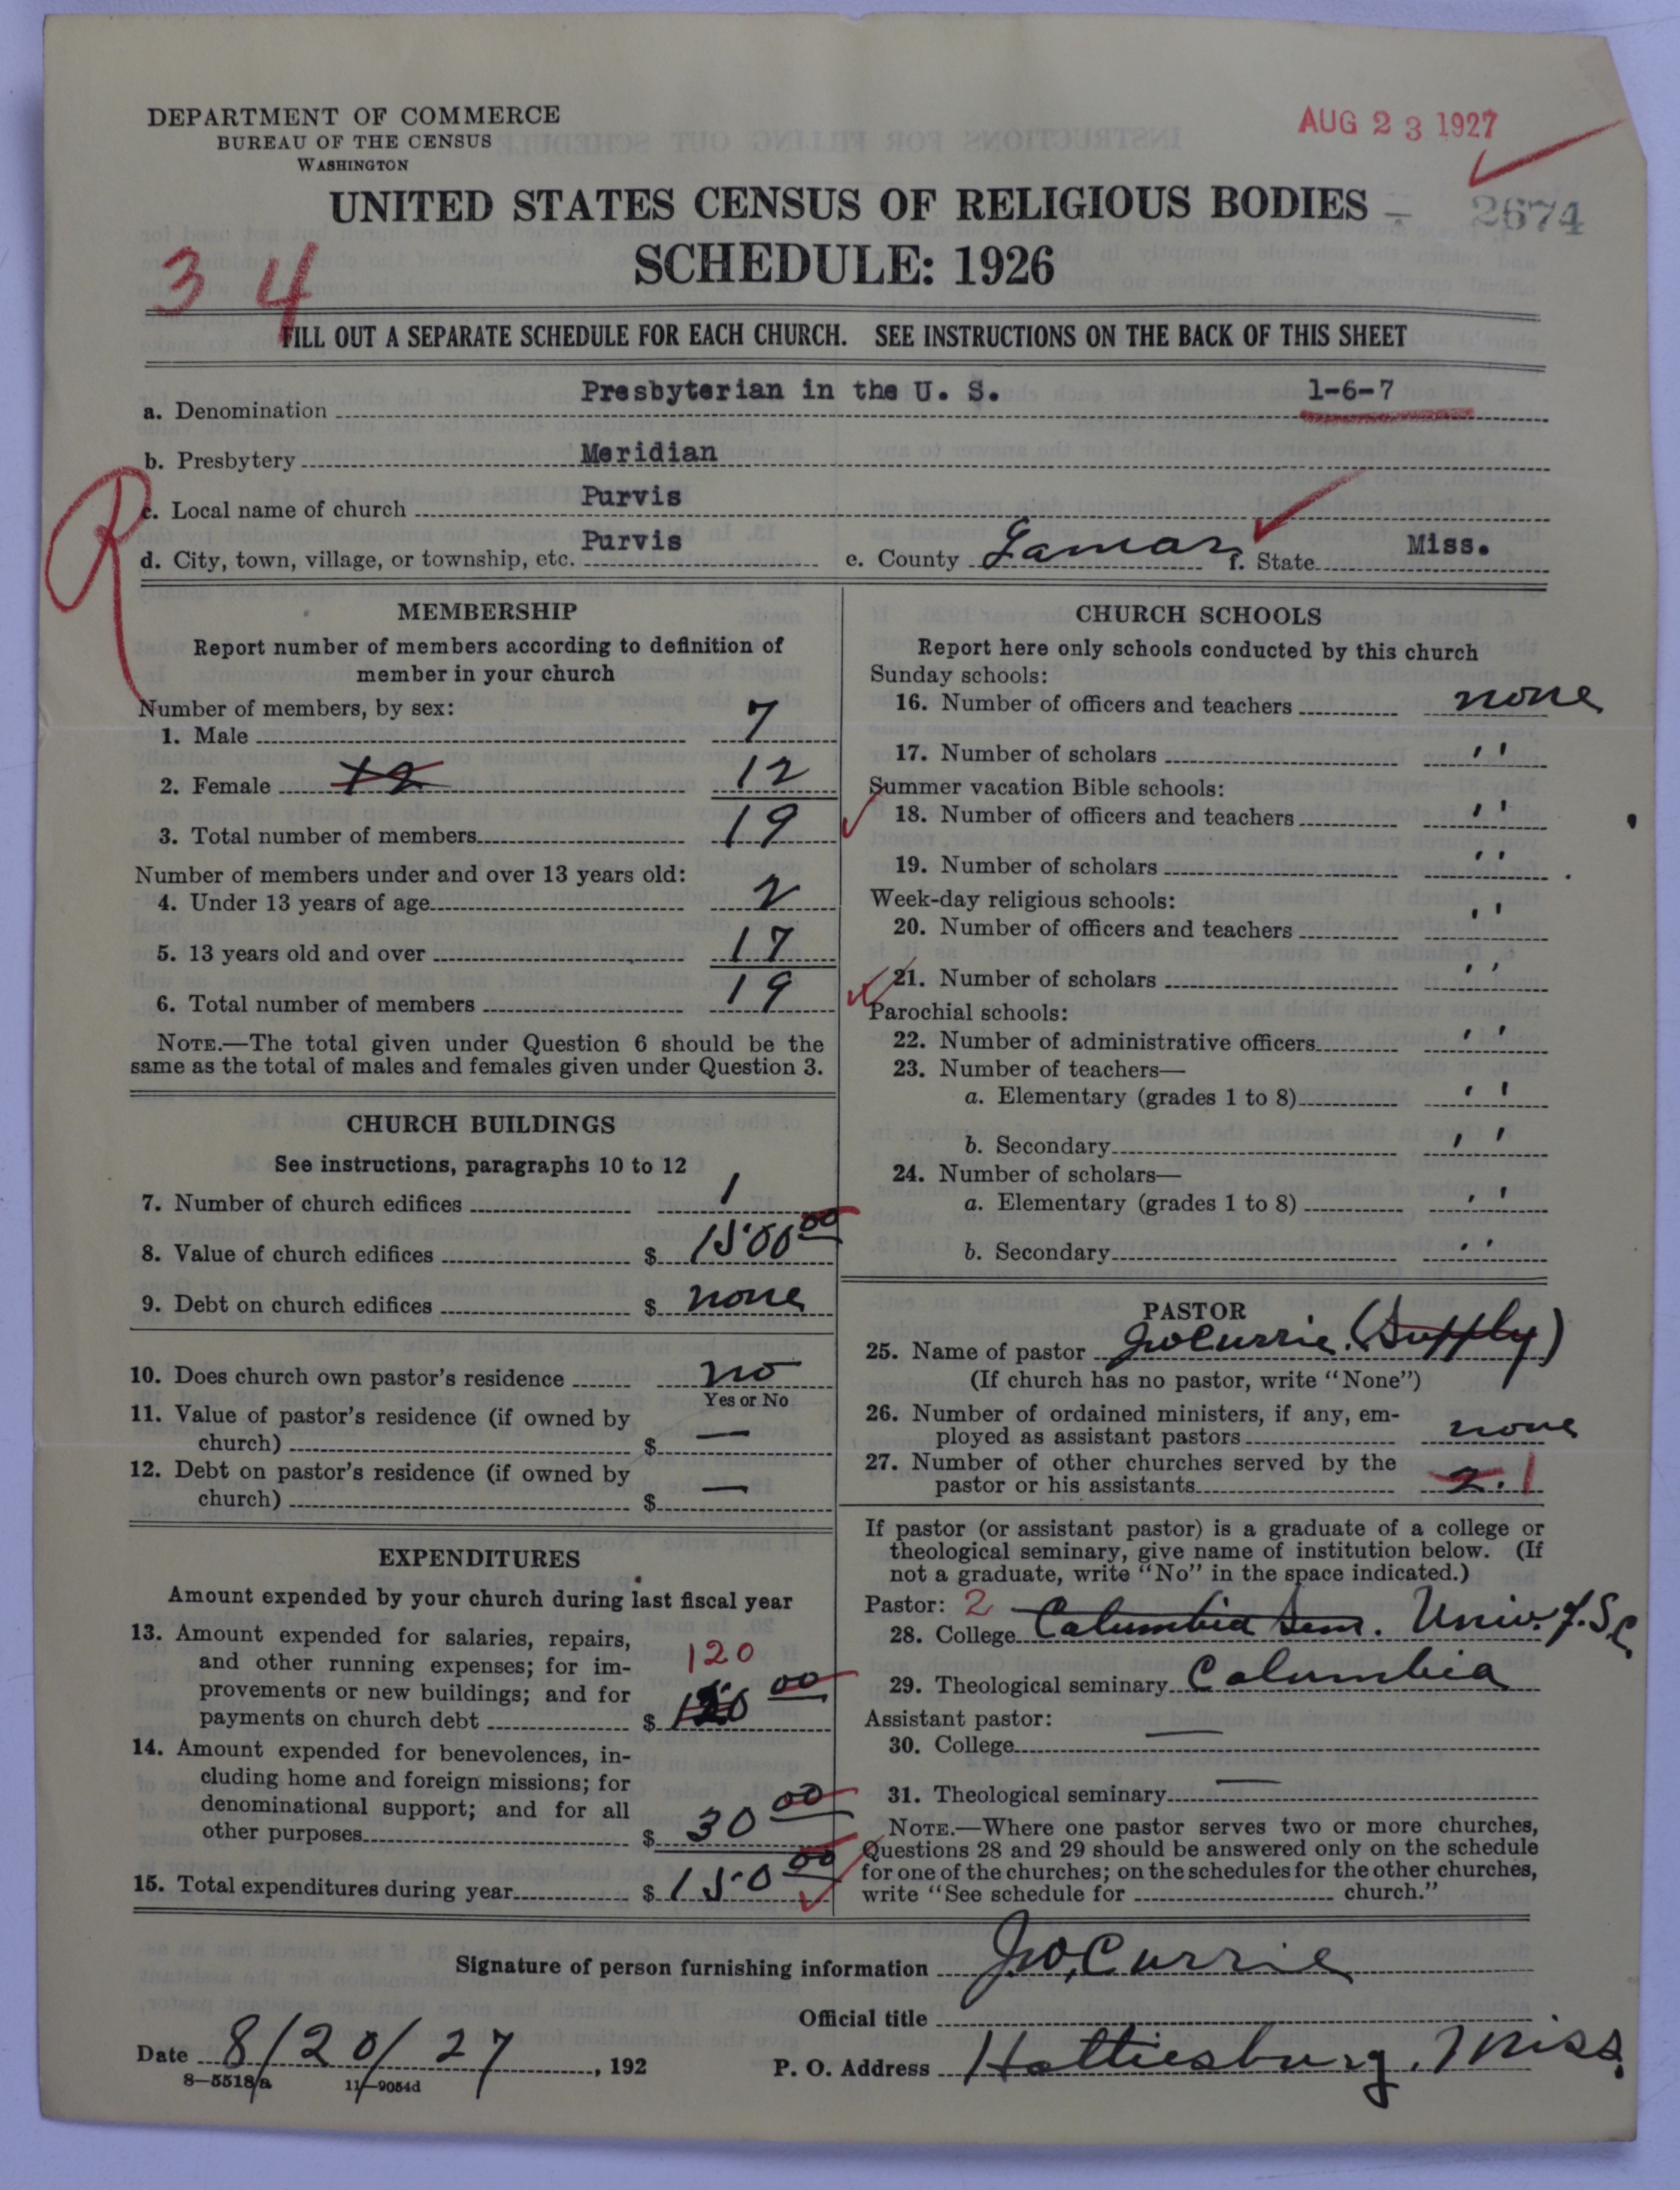 DEPARTMENT OF COMMERCE
BUREAU OF THE CENSUS
WASHINGTON
AUG 23 1927
UNITED STATES CENSUS OF RELIGIOUS BODIES
2674
SCHEDULE: 1926
34
FILL OUT A SEPARATE SCHEDULE FOR EACH CHURCH. SEE INSTRUCTIONS ON THE BACK OF THIS SHEET
a. Denomination Presbyterian in the U. S. 1-6-7
b. Presbytery Meridian
R
c. Local name of church Purvis
d. City, town, village, or township, etc. Purvis e. County Lamar f. State Miss.
MEMBERSHIP
Report number of members according to definition of
member in your church
Number of members, by sex:
1. Male 7
2. Female 12 12
3. Total number of members 19
Number of members under and over 13 years old:
4. Under 13 years of age 2
5. 13 years old and over 17
6. Total number of members 19
NOTE.—The total given under Question 6 should be the
same as the total of males and females given under Question 3.
CHURCH BUILDINGS
See instructions, paragraphs 10 to 12
7. Number of church edifices 1
8. Value of church edifices $ 1500 00
9. Debt on church edifices $ none
10. Does church own pastor's residence no
Yes or No
11. Value of pastor's residence (if owned by
church) $ —
12. Debt on pastor's residence (if owned by
church) $ —
EXPENDITURES
Amount expended by your church during last fiscal year
13. Amount expended for salaries, repairs,
and other running expenses; for im- 120
provements or new buildings; and for
payments on church debt $ 00
14. Amount expended for benevolences, in-
cluding home and foreign missions; for
denominational support; and for all
other purposes $ 30 00
15. Total expenditures during year $ 150 00
CHURCH SCHOOLS
Report here only schools conducted by this church
Sunday schools:
16. Number of officers and teachers none
17. Number of scholars ''
Summer vacation Bible schools:
18. Number of officers and teachers ''
19. Number of scholars ''
Week-day religious schools:
20. Number of officers and teachers ''
21. Number of scholars ''
Parochial schools:
22. Number of administrative officers ''
23. Number of teachers—
a. Elementary (grades 1 to 8) ''
b. Secondary ''
24. Number of scholars—
a. Elementary (grades 1 to 8) ''
b. Secondary ''
PASTOR
25. Name of pastor Jno Currie. (Supply)
(If church has no pastor, write "None")
26. Number of ordained ministers, if any, em-
ployed as assistant pastors none
27. Number of other churches served by the
pastor or his assistants 2. 1
If pastor (or assistant pastor) is a graduate of a college or
theological seminary, give name of institution below. (If
not a graduate, write "No" in the space indicated.)
Pastor: 2
28. College Columbia Sem. Univ. of S.C.
29. Theological seminary Columbia
Assistant pastor:
30. College —
31. Theological seminary —
NOTE.—Where one pastor serves two or more churches,
Questions 28 and 29 should be answered only on the schedule
for one of the churches; on the schedules for the other churches,
write "See schedule for church."
Signature of person furnishing information Jno. Currie
Official title
Date 8/20/27, 192 P. O. Address Hattiesburg, Miss.
8—5518a 11—9054d